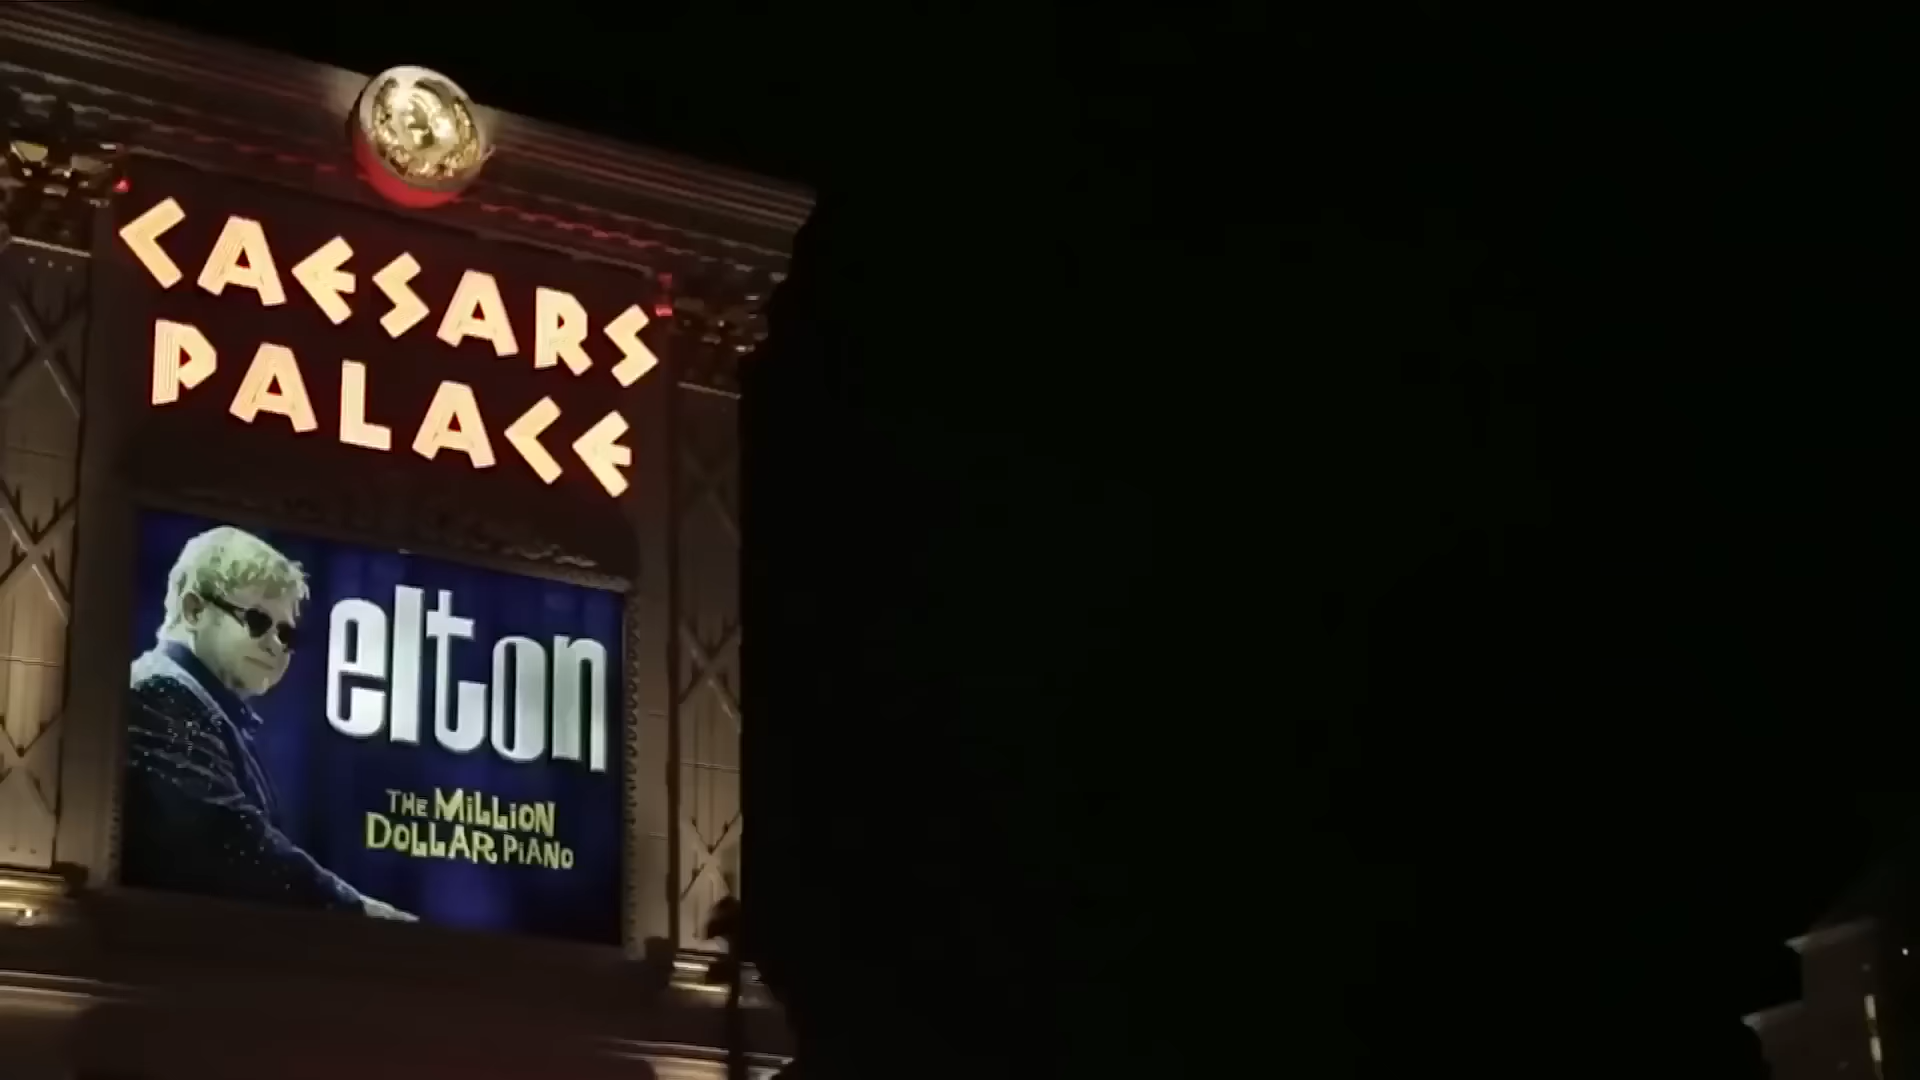 CAESARS
PALACE
elton
THE MiLLiON
DOLLAR PiANO